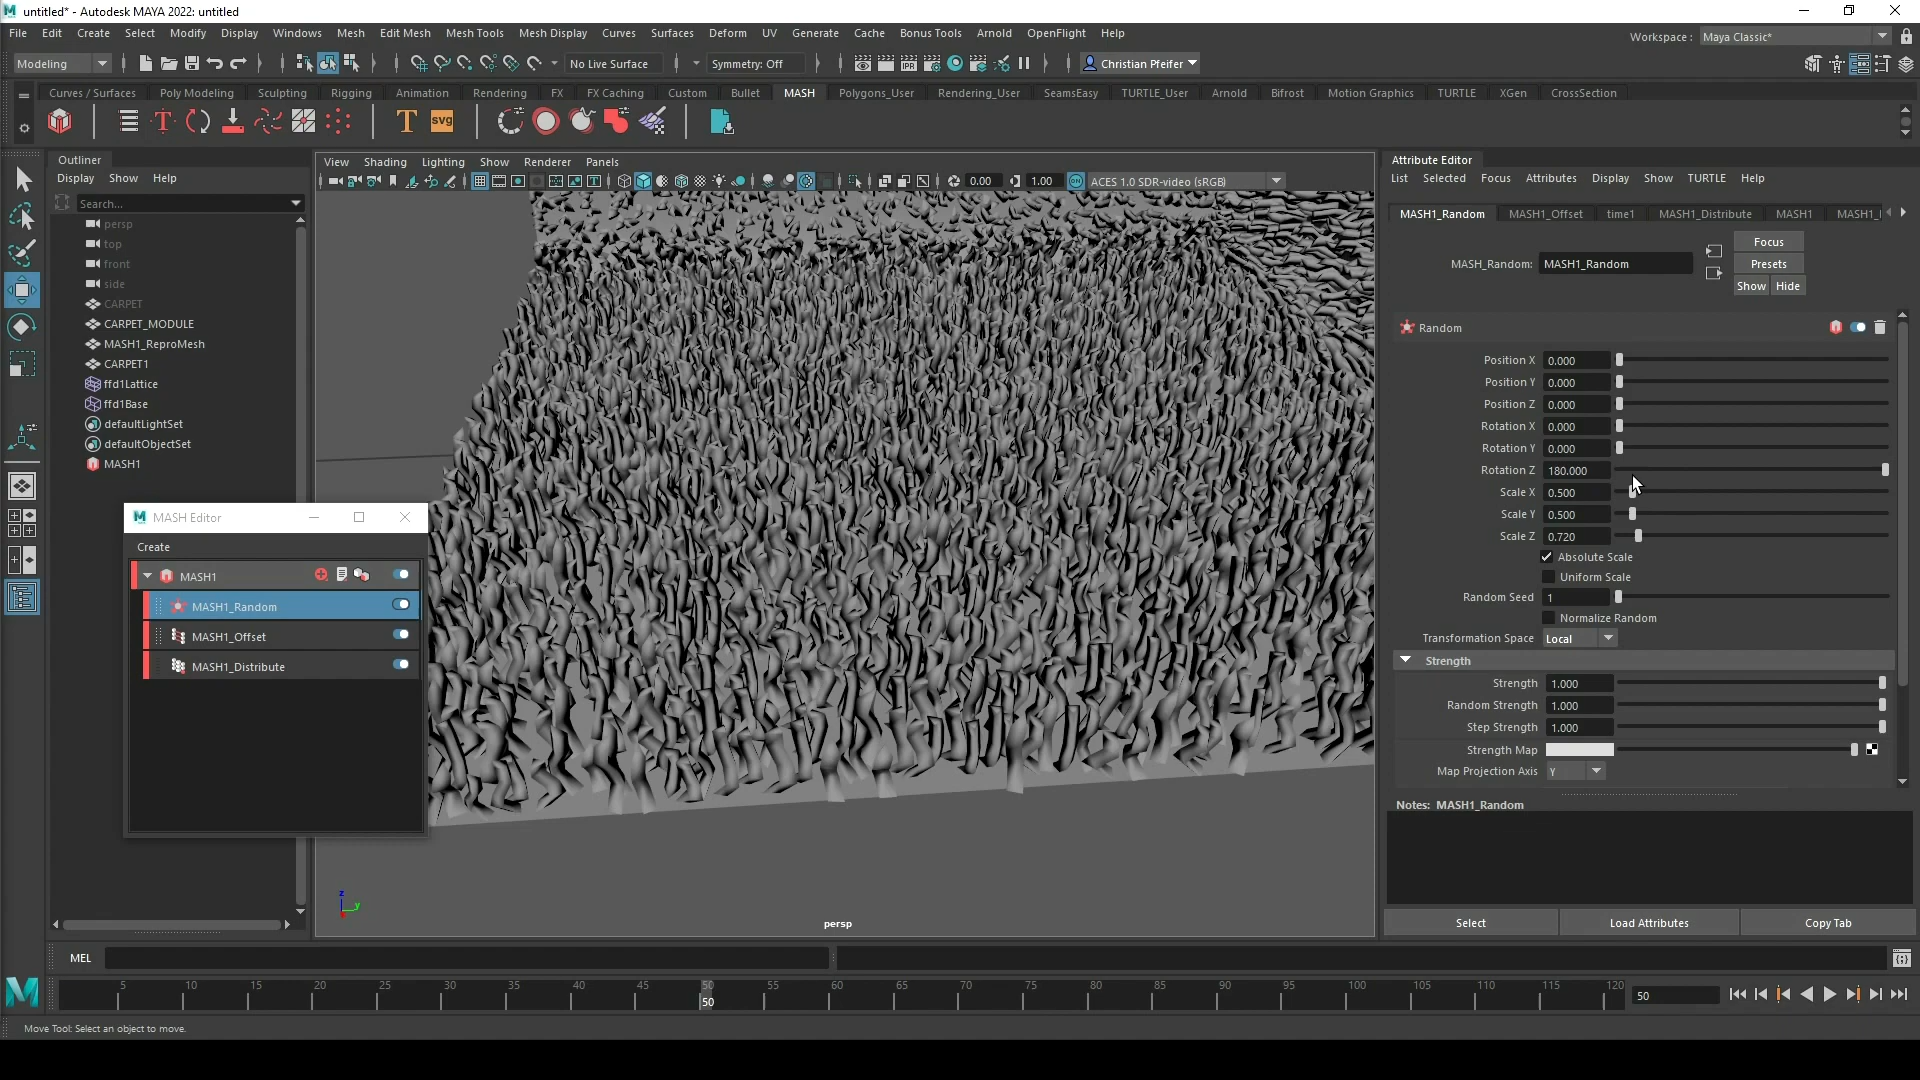 untitled* - Autodesk MAYA 2022: untitled
File Edit Create Select Modify Display Windows Mesh Edit Mesh Mesh Tools Mesh Display Curves Surfaces Deform UV Generate Cache Bonus Tools Arnold OpenFlight Help
Workspace : Maya Classic*
Modeling No Live Surface Symmetry: Off IPR Christian Pfeifer
Curves / Surfaces Poly Modeling Sculpting Rigging Animation Rendering FX FX Caching Custom Bullet MASH Polygons_User Rendering_User SeamsEasy TURTLE_User Arnold Bifrost Motion Graphics TURTLE XGen CrossSection
T svg
Outliner
Display Show Help
Search...
persp
top
front
side
CARPET
CARPET_MODULE
MASH1_ReproMesh
CARPET1
ffd1Lattice
ffd1Base
defaultLightSet
defaultObjectSet
MASH1
View Shading Lighting Show Renderer Panels
0.00 1.00 ON ACES 1.0 SDR-video (sRGB)
z
y
persp
MASH Editor
Create
MASH1
MASH1_Random
MASH1_Offset
MASH1_Distribute
Attribute Editor
List Selected Focus Attributes Display Show TURTLE Help
MASH1_Random MASH1_Offset time1 MASH1_Distribute MASH1
MASH_Random: MASH1_Random
Focus
Presets
Show Hide
Random
Position X 0.000
Position Y 0.000
Position Z 0.000
Rotation X 0.000
Rotation Y 0.000
Rotation Z 180.000
Scale X 0.500
Scale Y 0.500
Scale Z 0.720
Absolute Scale
Uniform Scale
Random Seed 1
Normalize Random
Transformation Space Local
Strength
Strength 1.000
Random Strength 1.000
Step Strength 1.000
Strength Map
Map Projection Axis Y
Notes: MASH1_Random
Select Load Attributes Copy Tab
MEL
5 10 15 20 25 30 35 40 45 50 55 60 65 70 75 80 85 90 95 100 105 110 115 120
50
50
Move Tool: Select an object to move.